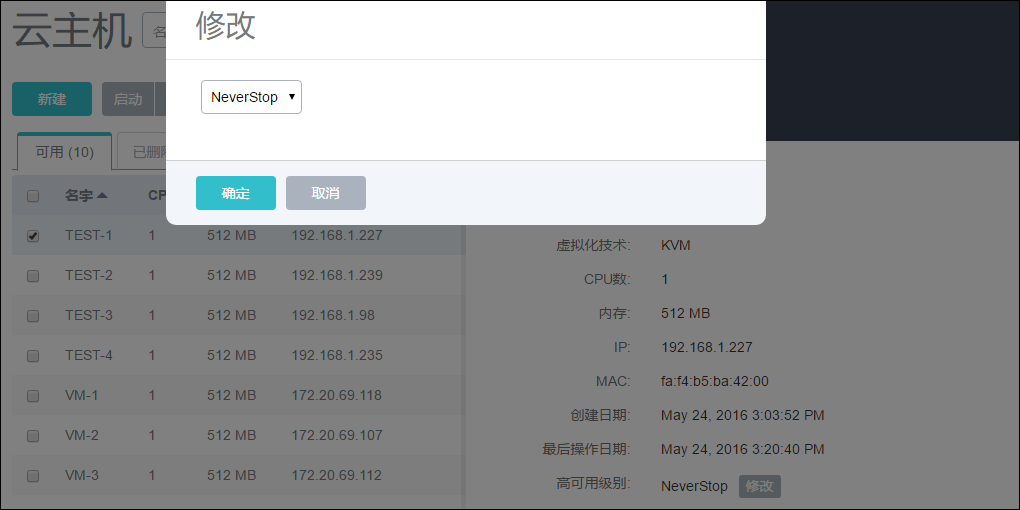 云主机 名
修改
NeverStop
新建 启动
确定 取消
可用 (10) 已删除
名字 CP
TEST-1 1 512 MB 192.168.1.227
TEST-2 1 512 MB 192.168.1.239
TEST-3 1 512 MB 192.168.1.98
TEST-4 1 512 MB 192.168.1.235
VM-1 1 512 MB 172.20.69.118
VM-2 1 512 MB 172.20.69.107
VM-3 1 512 MB 172.20.69.112
虚拟化技术: KVM
CPU数: 1
内存: 512 MB
IP: 192.168.1.227
MAC: fa:f4:b5:ba:42:00
创建日期: May 24, 2016 3:03:52 PM
最后操作日期: May 24, 2016 3:20:40 PM
高可用级别: NeverStop 修改